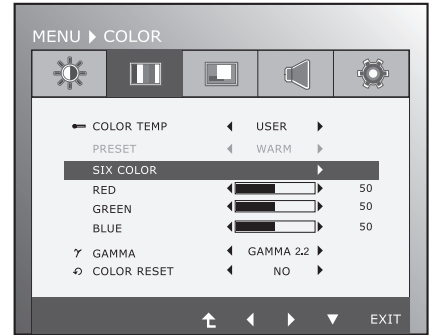 MENU COLOR
COLOR TEMP USER
PRESET WARM
SIX COLOR
RED 50
GREEN 50
BLUE 50
γ GAMMA GAMMA 2.2
COLOR RESET NO
EXIT